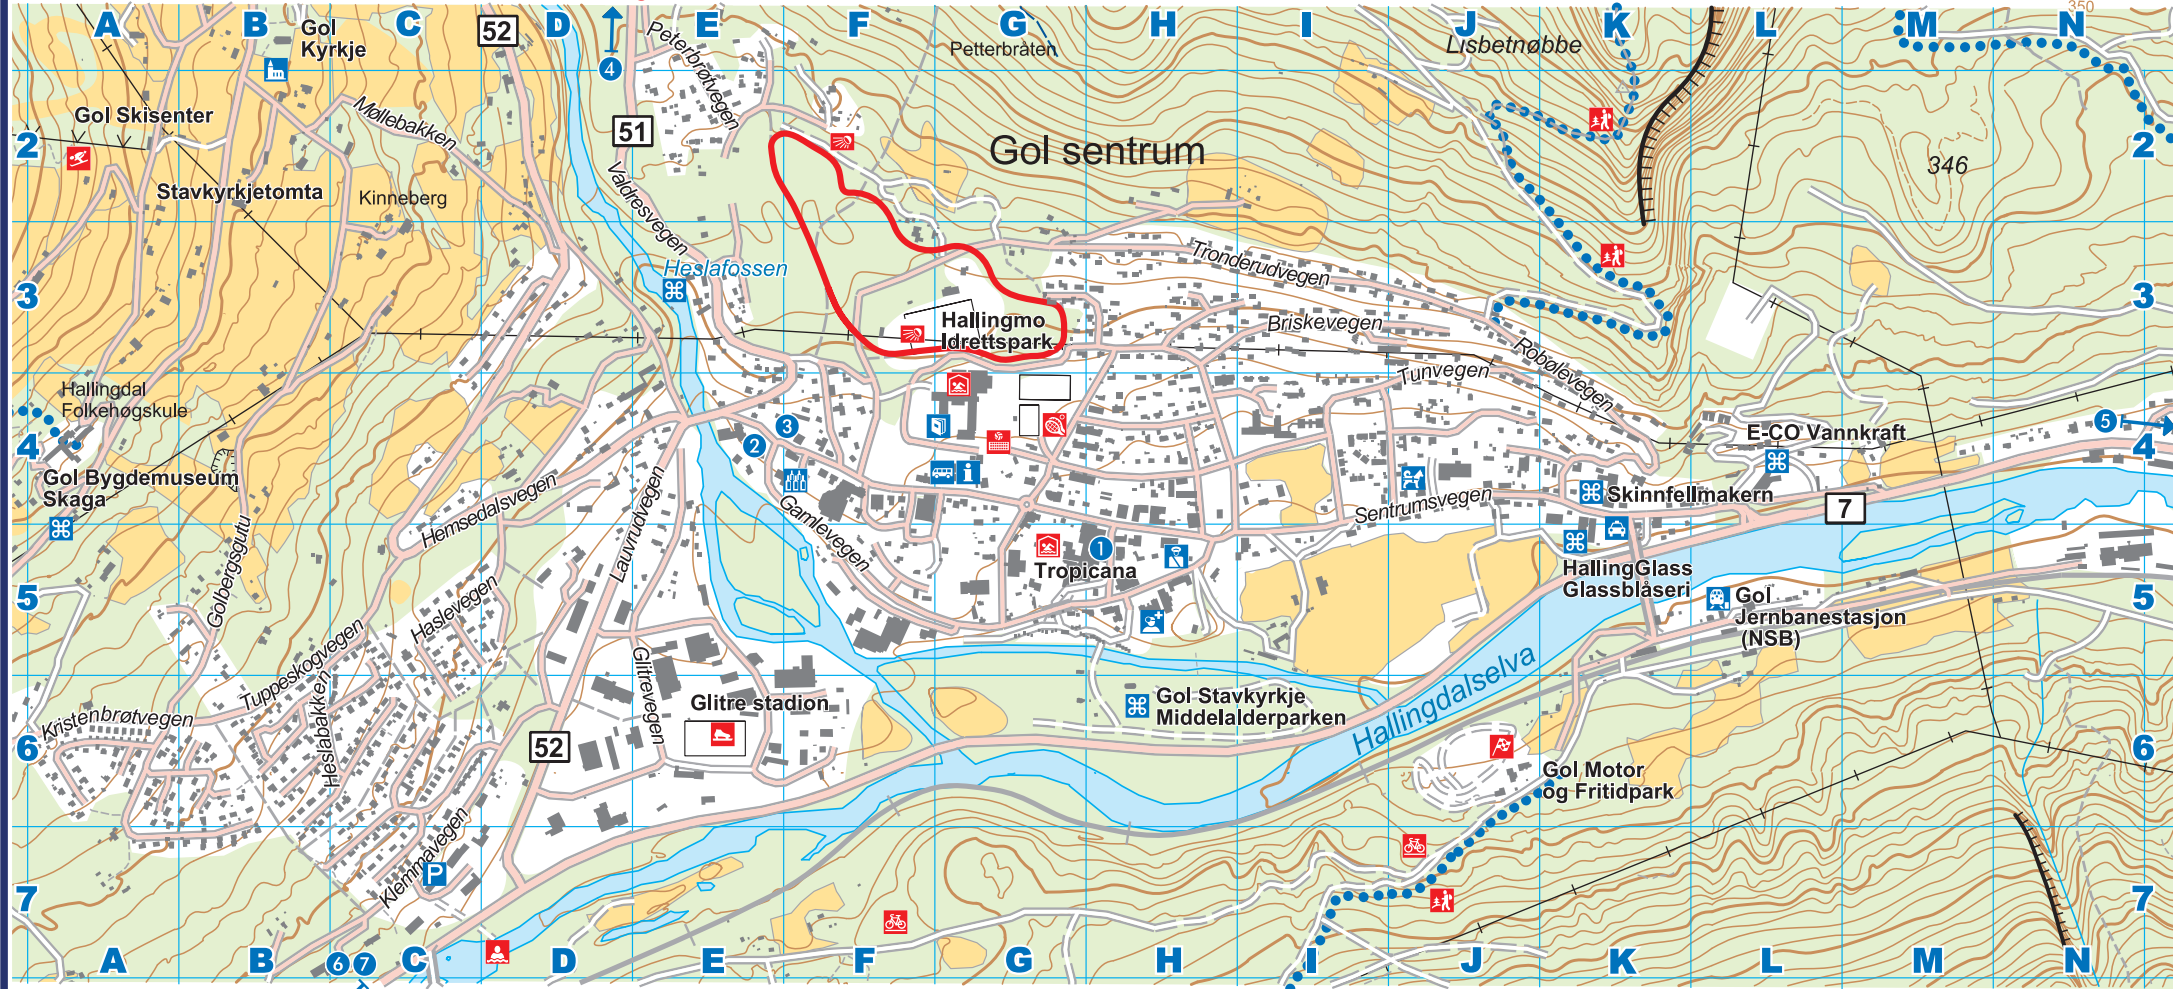 A B C D E F G H I J K L M N
350
52
4
Gol
Kyrkje
Peterbrøtvegen
Petterbråten
Lisbetnøbbe
Gol Skisenter
Møllebakken
51
Gol sentrum
2
2
346
Stavkyrkjetomta
Kinneberg
Valdresvegen
Heslafossen
Tronderudvegen
3
3
Hallingmo
Idrettspark
Briskevegen
Robølevegen
Tunvegen
Hallingdal
Folkehøgskule
3
2
5
4
4
E-CO Vannkraft
Gol Bygdemuseum
Skaga
Hemsedalsvegen
Lauvrudvegen
Gamlevegen
Sentrumsvegen
Skinnfellmakern
7
i
1
Tropicana
HallingGlass
Glassblåseri
Golbergsgutu
Haslevegen
5
5
Gol
Jernbanestasjon
(NSB)
Tuppeskogvegen
Heslabakken
Glitrevegen
Hallingdalselva
Kristenbrøtvegen
Glitre stadion
Gol Stavkyrkje
Middelalderparken
6
52
6
Gol Motor
og Fritidpark
Klemmavegen
P
7
7
6 7
A B C D E F G H I J K L M N